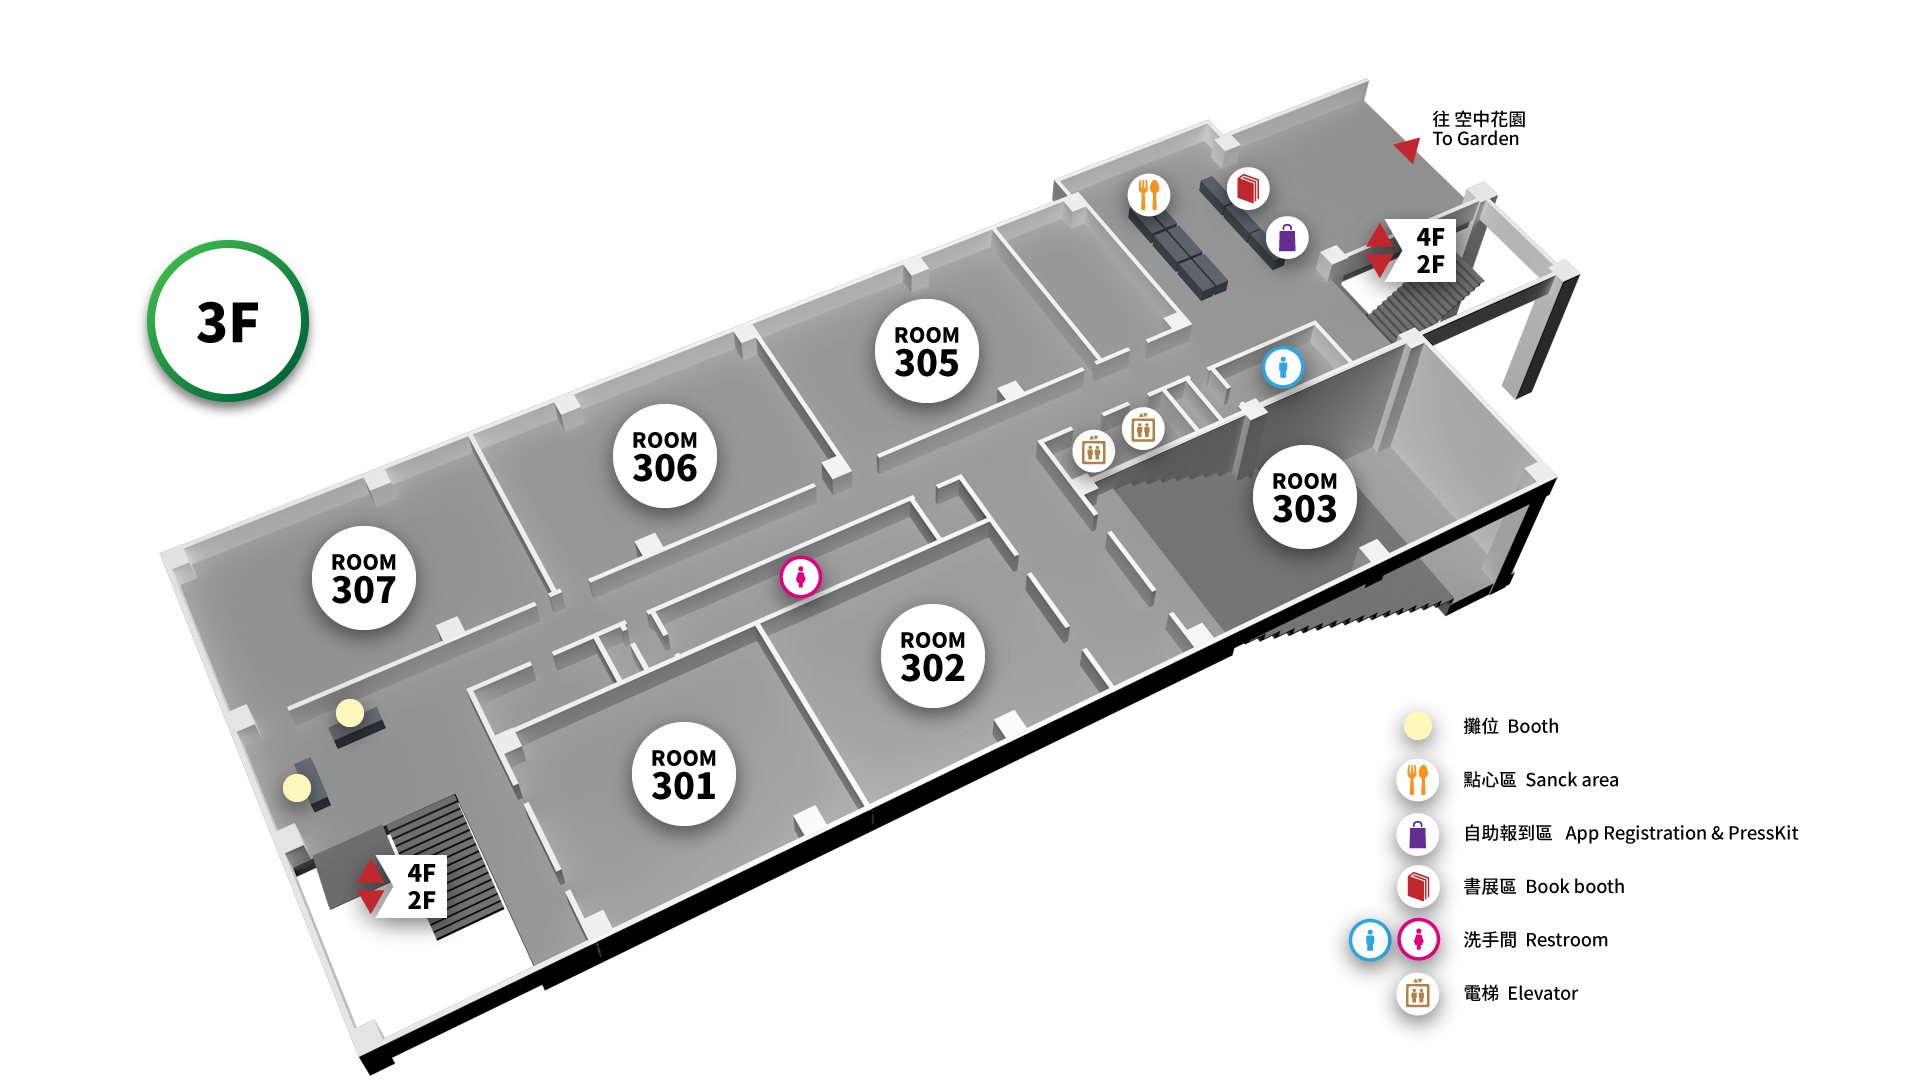 往 空中花園
To Garden
4F
2F
3F
ROOM
305
ROOM
306
ROOM
303
ROOM
307
ROOM
302
ROOM
301
4F
2F
攤位 Booth
點心區 Sanck area
自助報到區 App Registration & PressKit
書展區 Book booth
洗手間 Restroom
電梯 Elevator